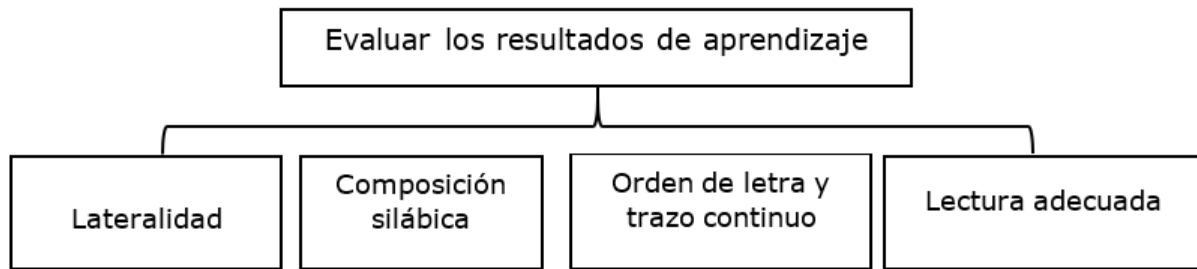 Evaluar los resultados de aprendizaje
Lateralidad
Composición
silábica
Orden de letra y
trazo continuo
Lectura adecuada